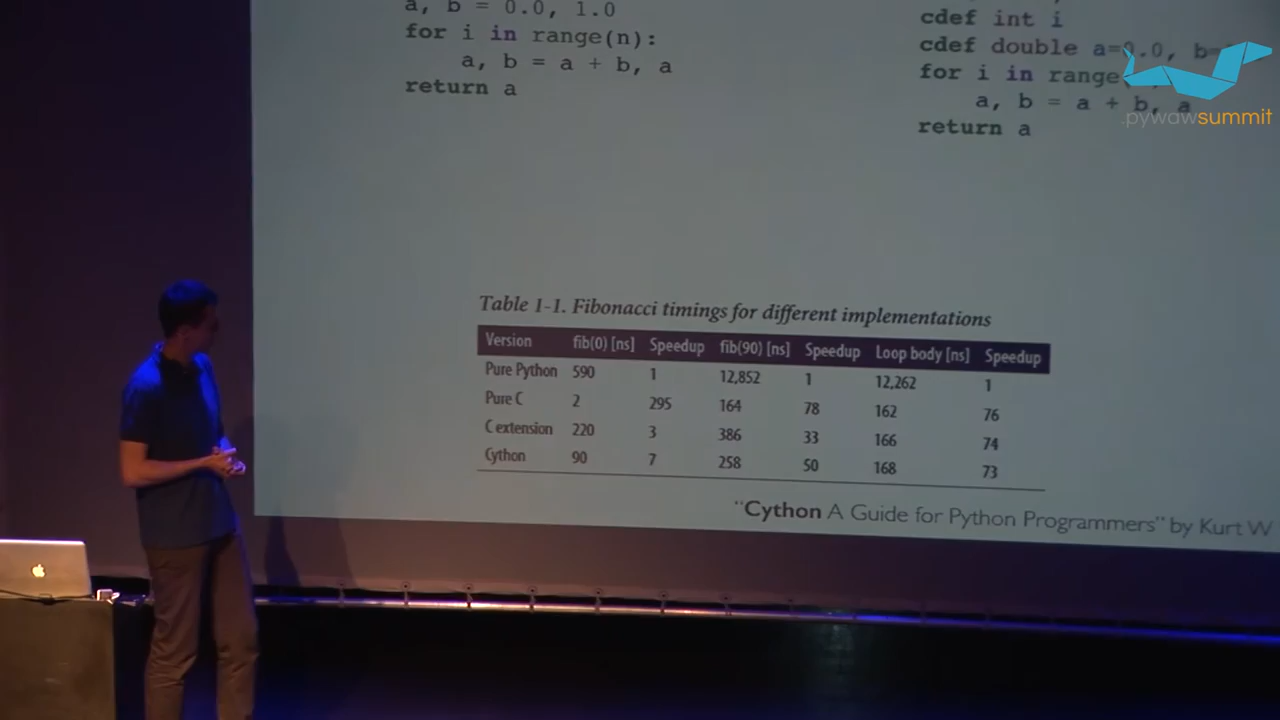 a, b = 0.0, 1.0
for i in range(n):
a, b = a + b, a
return a
cdef int i
cdef double a=0.0, b=
for i in range
a, b = a + b, a
return a
.pywawsummit
Table 1-1. Fibonacci timings for different implementations
Version fib(0) [ns] Speedup fib(90) [ns] Speedup Loop body [ns] Speedup
Pure Python 590 1 12,852 1 12,262 1
Pure C 2 295 164 78 162 76
C extension 220 3 386 33 166 74
Cython 90 7 258 50 168 73
"Cython A Guide for Python Programmers" by Kurt W